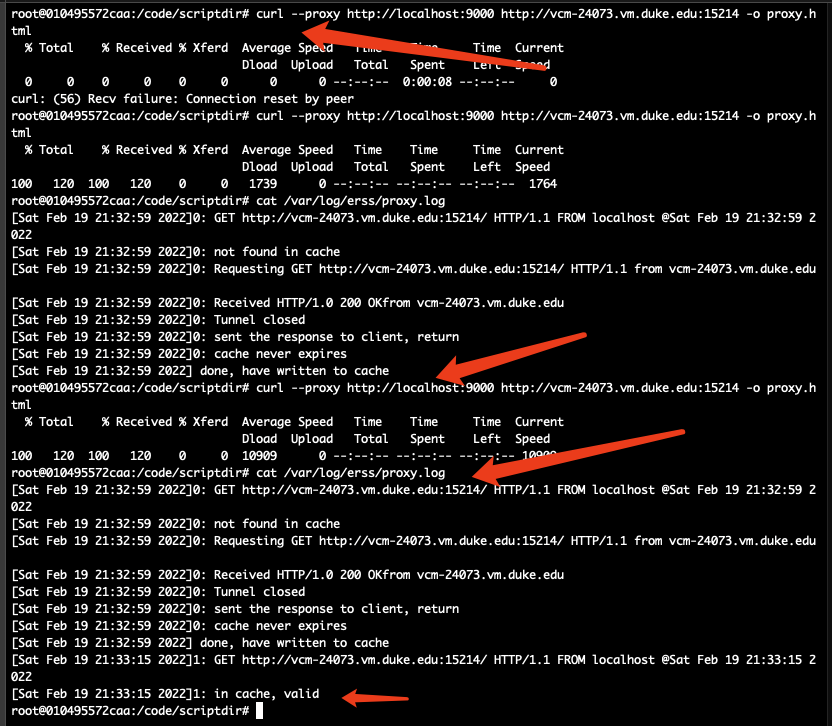 root@010495572caa:/code/scriptdir# curl --proxy http://localhost:9000 http://vcm-24073.vm.duke.edu:15214 -o proxy.h
tml
% Total % Received % Xferd Average Speed Time Time Time Current
Dload Upload Total Spent Left Speed
0 0 0 0 0 0 0 0 --:--:-- 0:00:08 --:--:-- 0
curl: (56) Recv failure: Connection reset by peer
root@010495572caa:/code/scriptdir# curl --proxy http://localhost:9000 http://vcm-24073.vm.duke.edu:15214 -o proxy.h
tml
% Total % Received % Xferd Average Speed Time Time Time Current
Dload Upload Total Spent Left Speed
100 120 100 120 0 0 1739 0 --:--:-- --:--:-- --:--:-- 1764
root@010495572caa:/code/scriptdir# cat /var/log/erss/proxy.log
[Sat Feb 19 21:32:59 2022]0: GET http://vcm-24073.vm.duke.edu:15214/ HTTP/1.1 FROM localhost @Sat Feb 19 21:32:59 2
022
[Sat Feb 19 21:32:59 2022]0: not found in cache
[Sat Feb 19 21:32:59 2022]0: Requesting GET http://vcm-24073.vm.duke.edu:15214/ HTTP/1.1 from vcm-24073.vm.duke.edu
[Sat Feb 19 21:32:59 2022]0: Received HTTP/1.0 200 OKfrom vcm-24073.vm.duke.edu
[Sat Feb 19 21:32:59 2022]0: Tunnel closed
[Sat Feb 19 21:32:59 2022]0: sent the response to client, return
[Sat Feb 19 21:32:59 2022]0: cache never expires
[Sat Feb 19 21:32:59 2022] done, have written to cache
root@010495572caa:/code/scriptdir# curl --proxy http://localhost:9000 http://vcm-24073.vm.duke.edu:15214 -o proxy.h
tml
% Total % Received % Xferd Average Speed Time Time Time Current
Dload Upload Total Spent Left Speed
100 120 100 120 0 0 10909 0 --:--:-- --:--:-- --:--:-- 10909
root@010495572caa:/code/scriptdir# cat /var/log/erss/proxy.log
[Sat Feb 19 21:32:59 2022]0: GET http://vcm-24073.vm.duke.edu:15214/ HTTP/1.1 FROM localhost @Sat Feb 19 21:32:59 2
022
[Sat Feb 19 21:32:59 2022]0: not found in cache
[Sat Feb 19 21:32:59 2022]0: Requesting GET http://vcm-24073.vm.duke.edu:15214/ HTTP/1.1 from vcm-24073.vm.duke.edu
[Sat Feb 19 21:32:59 2022]0: Received HTTP/1.0 200 OKfrom vcm-24073.vm.duke.edu
[Sat Feb 19 21:32:59 2022]0: Tunnel closed
[Sat Feb 19 21:32:59 2022]0: sent the response to client, return
[Sat Feb 19 21:32:59 2022]0: cache never expires
[Sat Feb 19 21:32:59 2022] done, have written to cache
[Sat Feb 19 21:33:15 2022]1: GET http://vcm-24073.vm.duke.edu:15214/ HTTP/1.1 FROM localhost @Sat Feb 19 21:33:15 2
022
[Sat Feb 19 21:33:15 2022]1: in cache, valid
root@010495572caa:/code/scriptdir#